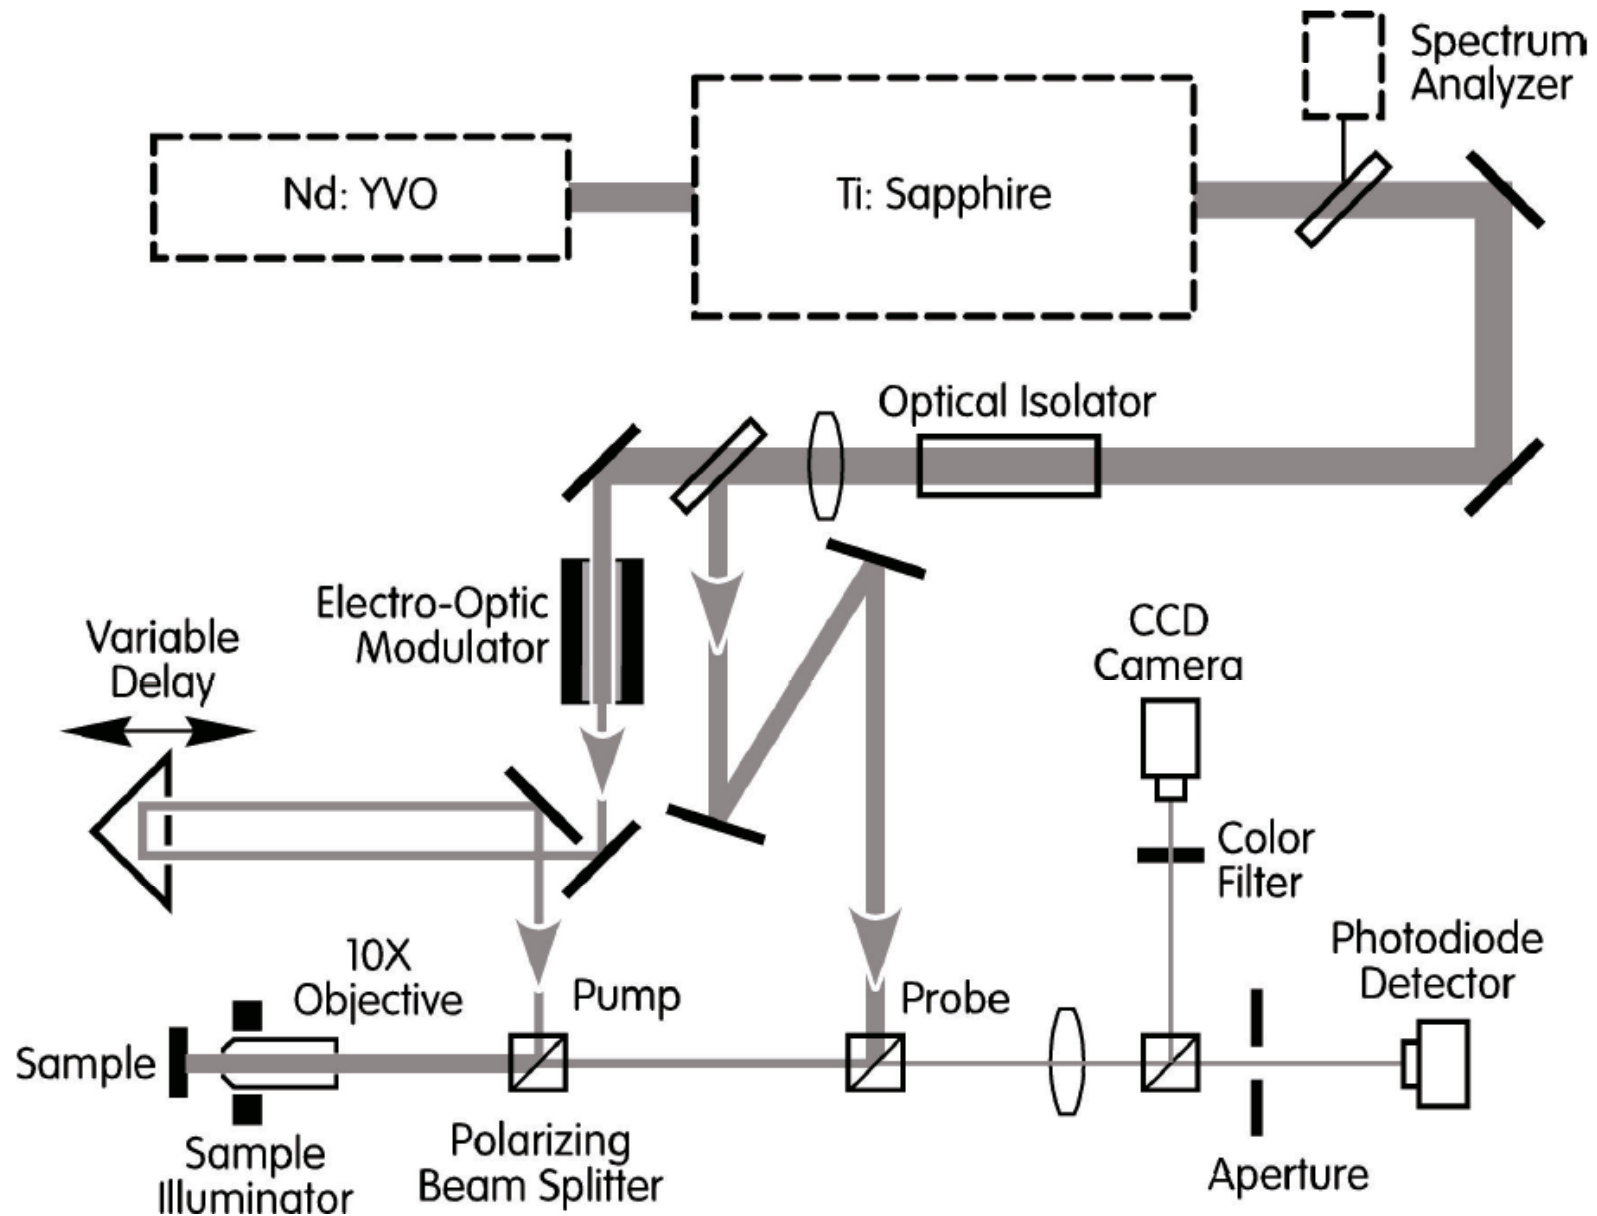 Spectrum
Analyzer
Nd: YVO
Ti: Sapphire
Optical Isolator
Electro-Optic
Modulator
Variable
Delay
CCD
Camera
Color
Filter
Photodiode
Detector
10X
Objective
Pump
Probe
Sample
Polarizing
Beam Splitter
Sample
Illuminator
Aperture